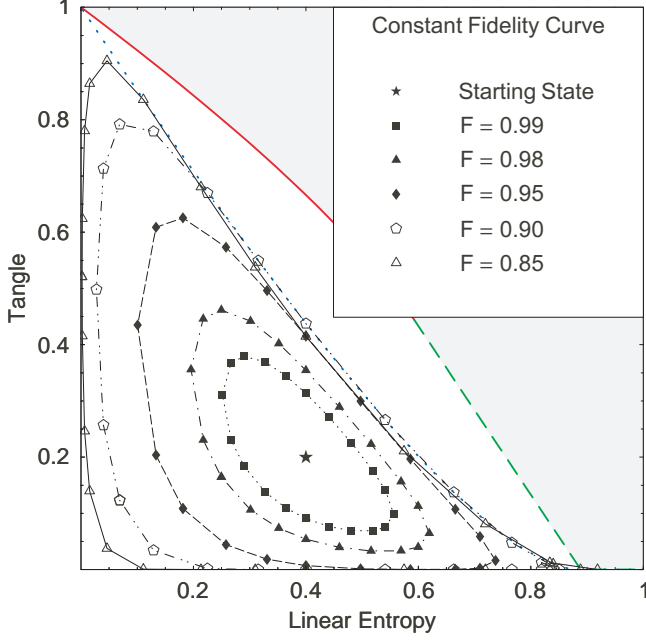 Constant Fidelity Curve
Starting State
F = 0.99
F = 0.98
F = 0.95
F = 0.90
F = 0.85
Tangle
1
0.8
0.6
0.4
0.2
0.2
0.4
0.6
0.8
1
Linear Entropy